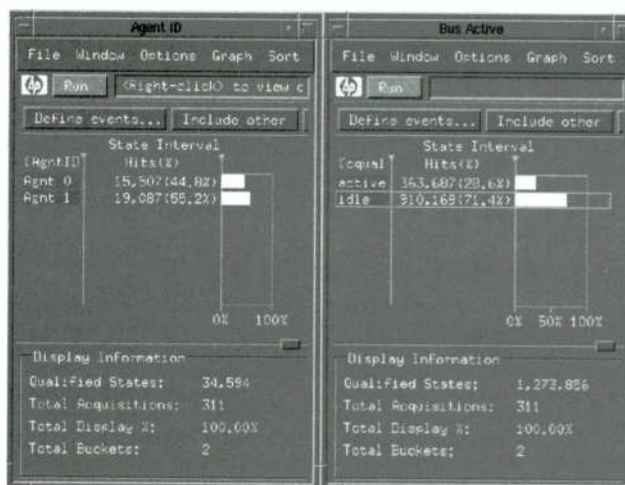 Agent ID
File Window Options Graph Sort
hp Run (Right-click) to view c
Define events... Include other
State Interval
[AgntID Hits(%)
Agnt 0 15,507(44.8%)
Agnt 1 19,087(55.2%)
0% 100%
Display Information
Qualified States: 34,594
Total Acquisitions: 311
Total Display %: 100.00%
Total Buckets: 2
Bus Active
File Window Options Graph Sort
hp Run
Define events... Include other
State Interval
[equal Hits(%)
active 363,687(28.6%)
idle 910,169(71.4%)
0% 50% 100%
Display Information
Qualified States: 1,273,856
Total Acquisitions: 311
Total Display %: 100.00%
Total Buckets: 2